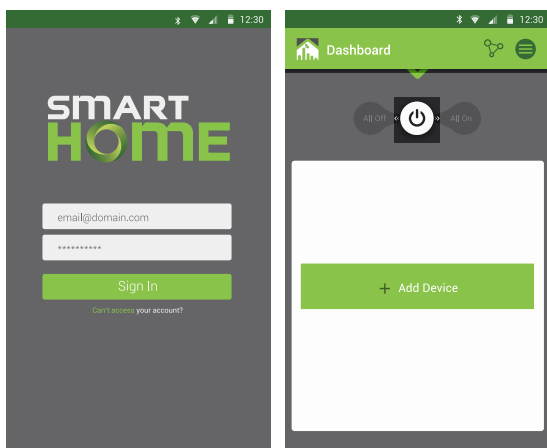 12:30
SMART
HOME
email@domain.com
**********
Sign In
Can't access your account?
12:30
Dashboard
All Off « » All On
+ Add Device